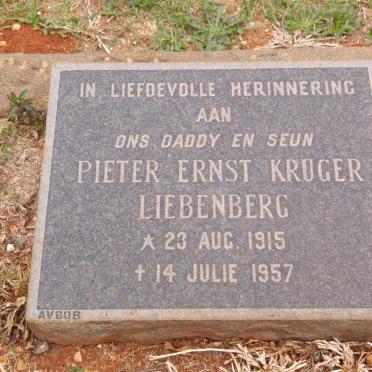 IN LIEFDEVOLLE HERINNERING
AAN
ONS DADDY EN SEUN
PIETER ERNST KRUGER
LIEBENBERG
★ 23 AUG. 1915
✝ 14 JULIE 1957
AVBOB